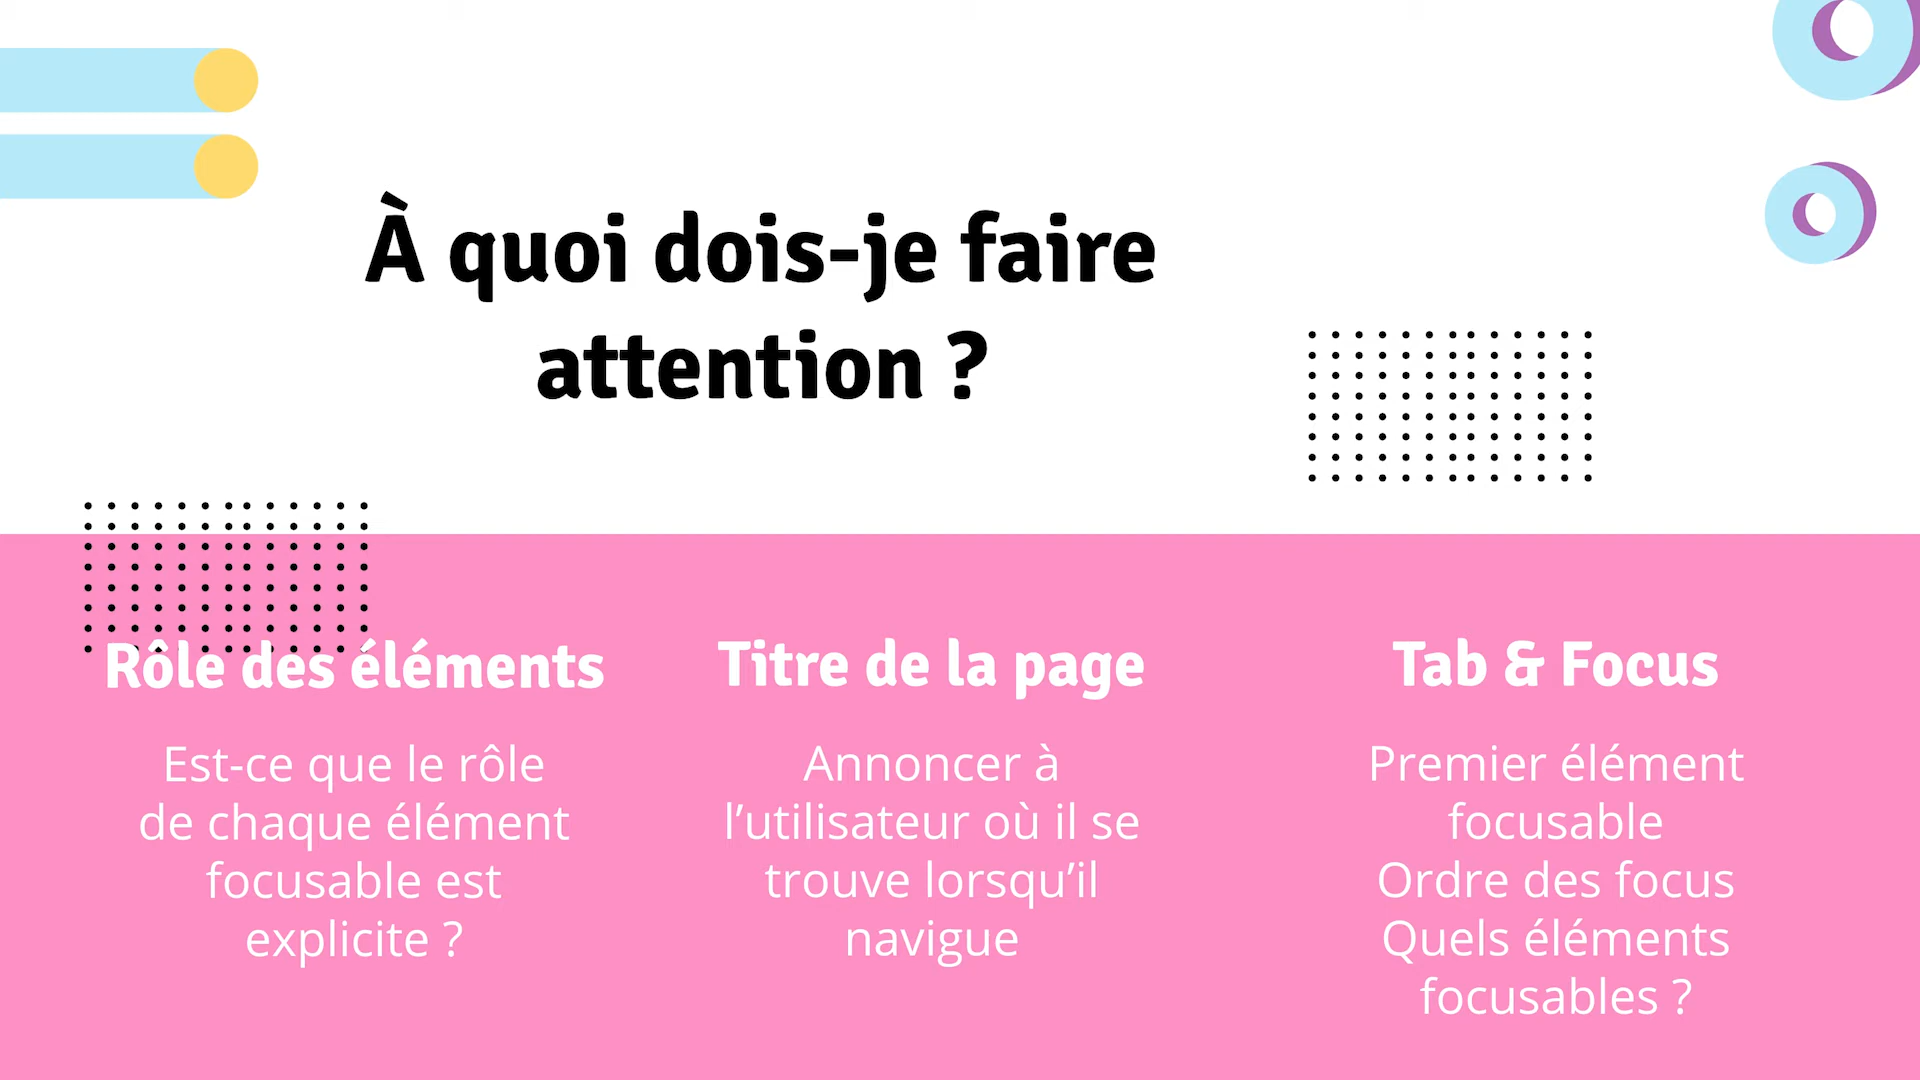 À quoi dois-je faire
attention ?
Rôle des éléments
Est-ce que le rôle
de chaque élément
focusable est
explicite ?
Titre de la page
Annoncer à
l’utilisateur où il se
trouve lorsqu’il
navigue
Tab & Focus
Premier élément
focusable
Ordre des focus
Quels éléments
focusables ?